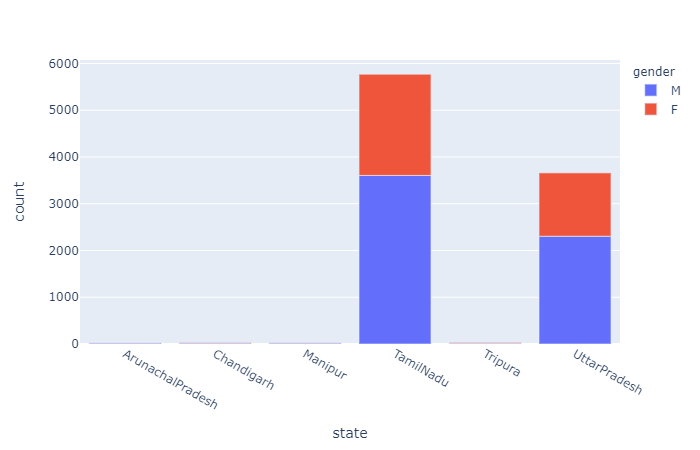 6000
gender
M
5000
F
4000
count
3000
2000
1000
0
ArunachalPradesh
Chandigarh
Manipur
TamilNadu
Tripura
UttarPradesh
state